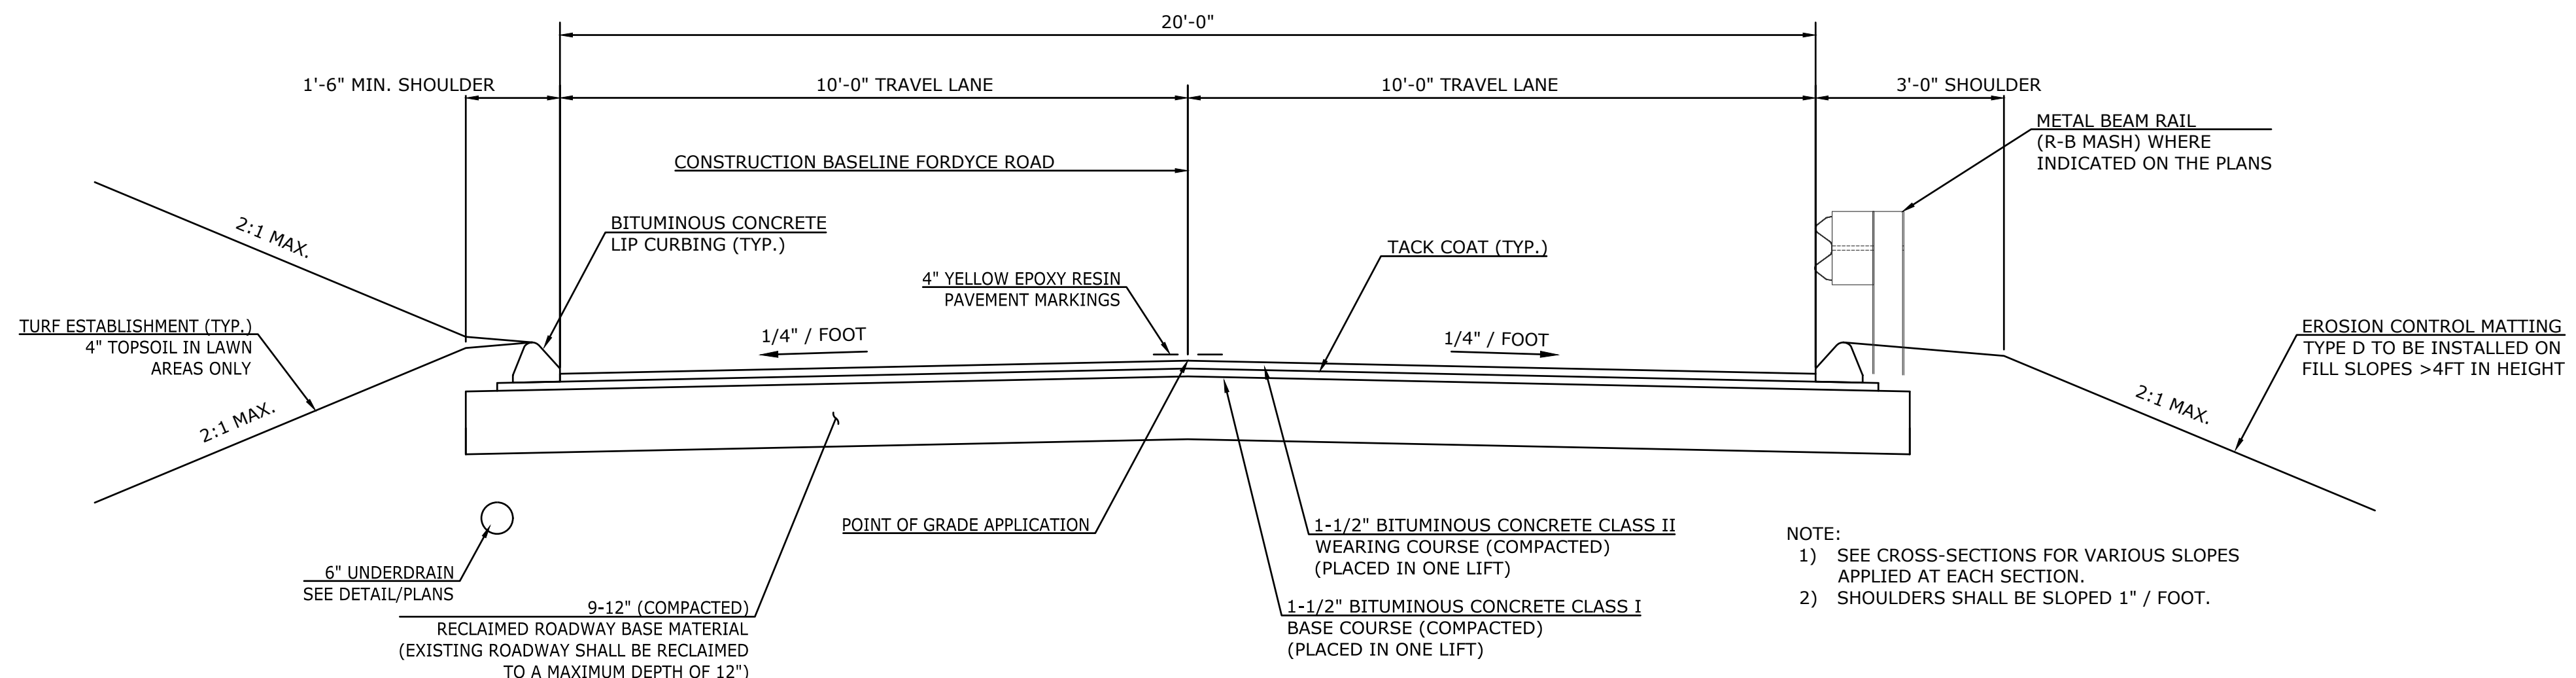 20'-0"
1'-6" MIN. SHOULDER
10'-0" TRAVEL LANE
10'-0" TRAVEL LANE
3'-0" SHOULDER
METAL BEAM RAIL
(R-B MASH) WHERE
INDICATED ON THE PLANS
CONSTRUCTION BASELINE FORDYCE ROAD
2:1 MAX.
BITUMINOUS CONCRETE
LIP CURBING (TYP.)
TACK COAT (TYP.)
4" YELLOW EPOXY RESIN
PAVEMENT MARKINGS
TURF ESTABLISHMENT (TYP.)
4" TOPSOIL IN LAWN
AREAS ONLY
1/4" / FOOT
1/4" / FOOT
EROSION CONTROL MATTING
TYPE D TO BE INSTALLED ON
FILL SLOPES >4FT IN HEIGHT
2:1 MAX.
2:1 MAX.
POINT OF GRADE APPLICATION
1-1/2" BITUMINOUS CONCRETE CLASS II
WEARING COURSE (COMPACTED)
(PLACED IN ONE LIFT)
NOTE:
1) SEE CROSS-SECTIONS FOR VARIOUS SLOPES
APPLIED AT EACH SECTION.
2) SHOULDERS SHALL BE SLOPED 1" / FOOT.
6" UNDERDRAIN
SEE DETAIL/PLANS
9-12" (COMPACTED)
RECLAIMED ROADWAY BASE MATERIAL
(EXISTING ROADWAY SHALL BE RECLAIMED
TO A MAXIMUM DEPTH OF 12")
1-1/2" BITUMINOUS CONCRETE CLASS I
BASE COURSE (COMPACTED)
(PLACED IN ONE LIFT)